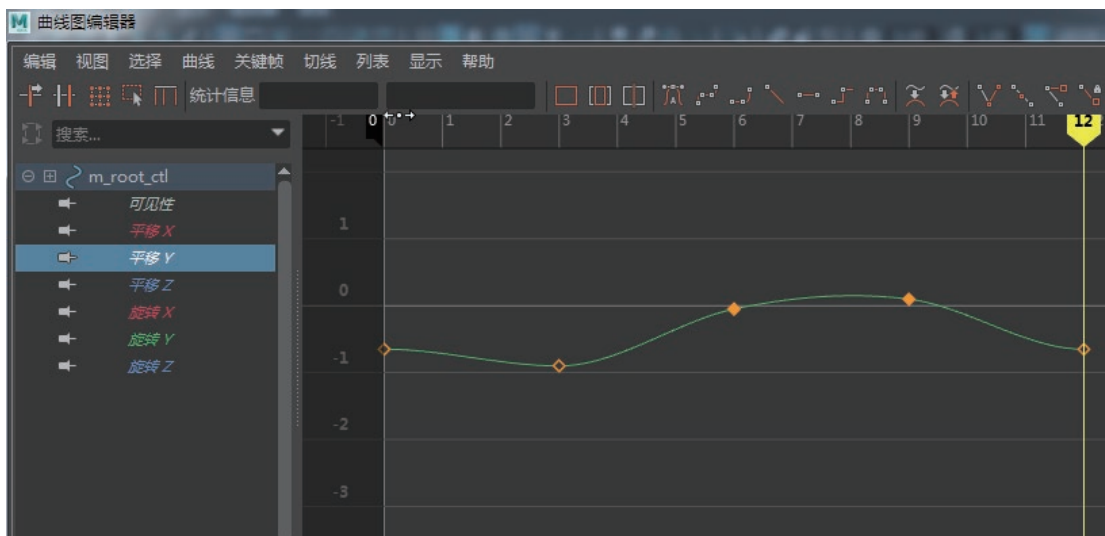 曲线图编辑器
编辑 视图 选择 曲线 关键帧 切线 列表 显示 帮助
统计信息
搜索...
-1 0 0 1 2 3 4 5 6 7 8 9 10 11 12
m_root_ctl
可见性
平移 X
平移 Y
平移 Z
旋转 X
旋转 Y
旋转 Z
1
0
-1
-2
-3